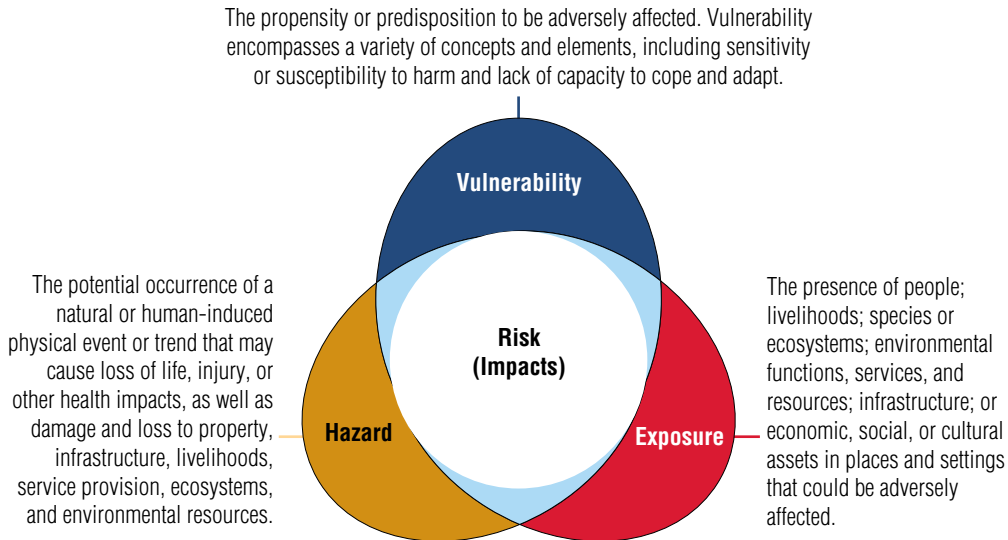 The propensity or predisposition to be adversely affected. Vulnerability
encompasses a variety of concepts and elements, including sensitivity
or susceptibility to harm and lack of capacity to cope and adapt.
Vulnerability
The potential occurrence of a
natural or human-induced
physical event or trend that may
cause loss of life, injury, or
other health impacts, as well as
damage and loss to property,
infrastructure, livelihoods,
service provision, ecosystems,
and environmental resources.
Hazard
Risk
(Impacts)
Exposure
The presence of people;
livelihoods; species or
ecosystems; environmental
functions, services, and
resources; infrastructure; or
economic, social, or cultural
assets in places and settings
that could be adversely
affected.